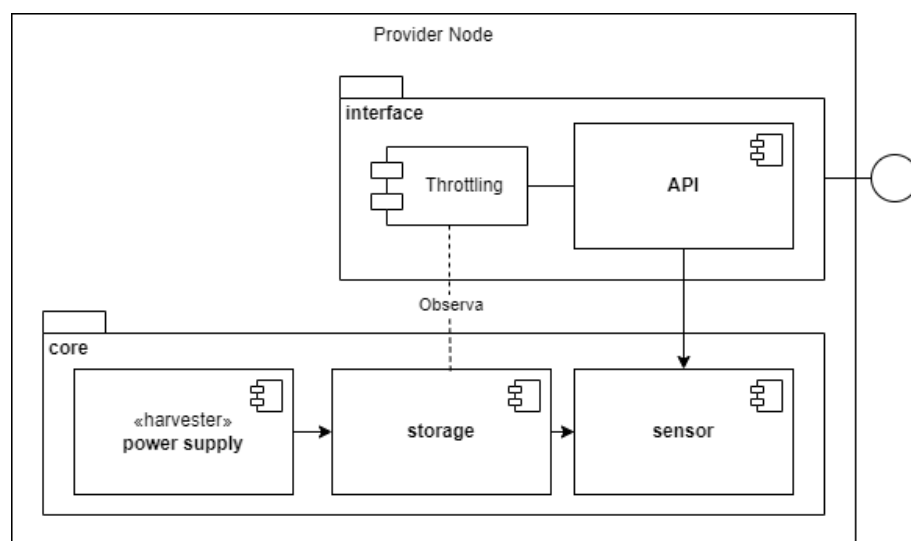 Provider Node
interface
Throttling
API
Observa
core
«harvester»
power supply
storage
sensor